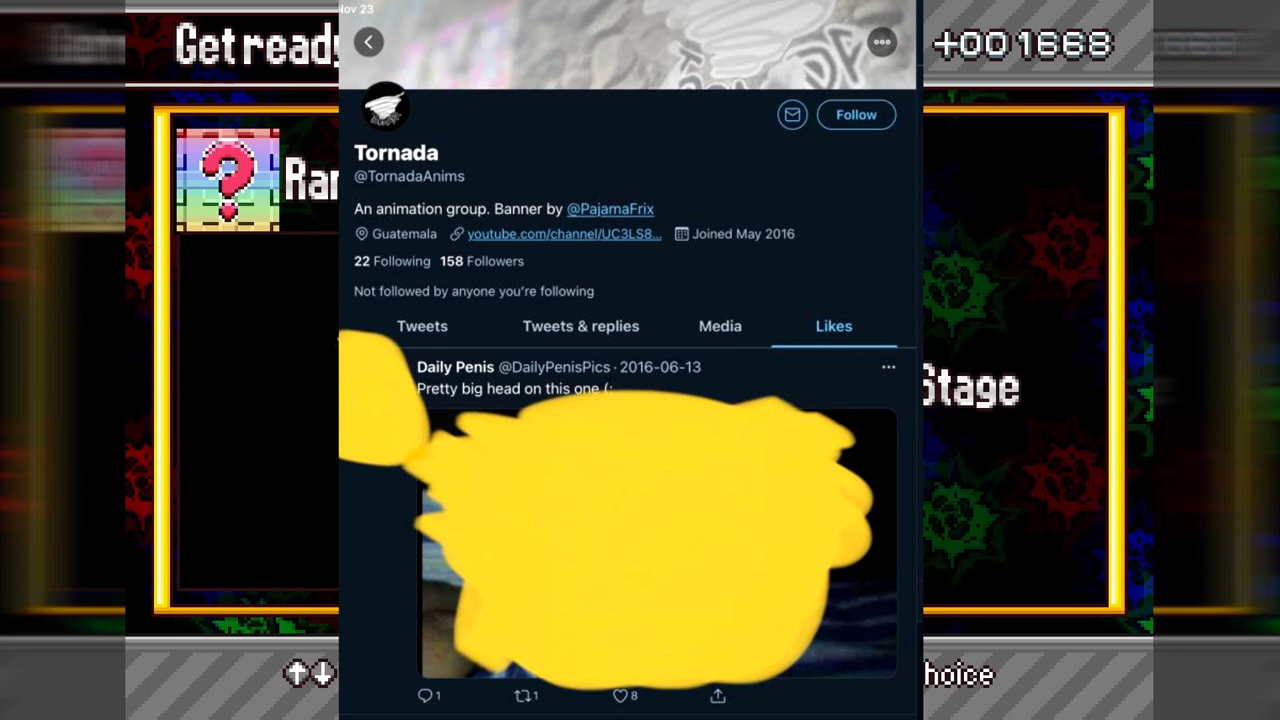 Nov 23
Get ready
+001668
Follow
Tornada
@TornadaAnims
An animation group. Banner by @PajamaFrix
Guatemala youtube.com/channel/UC3LS8... Joined May 2016
22 Following 158 Followers
Not followed by anyone you're following
Tweets Tweets & replies Media Likes
Daily Penis @DailyPenisPics · 2016-06-13
Pretty big head on this one (:
Ran
Stage
1 1 8
hoice